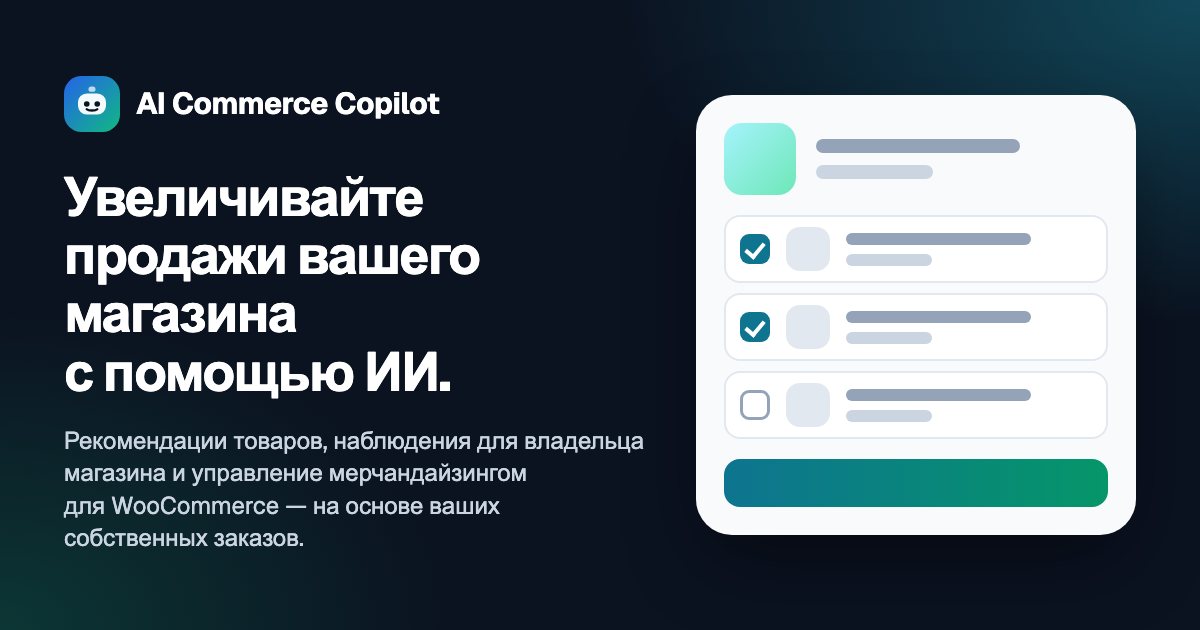 AI Commerce Copilot
Увеличивайте
продажи вашего
магазина
с помощью ИИ.
Рекомендации товаров, наблюдения для владельца
магазина и управление мерчандайзингом
для WooCommerce — на основе ваших
собственных заказов.